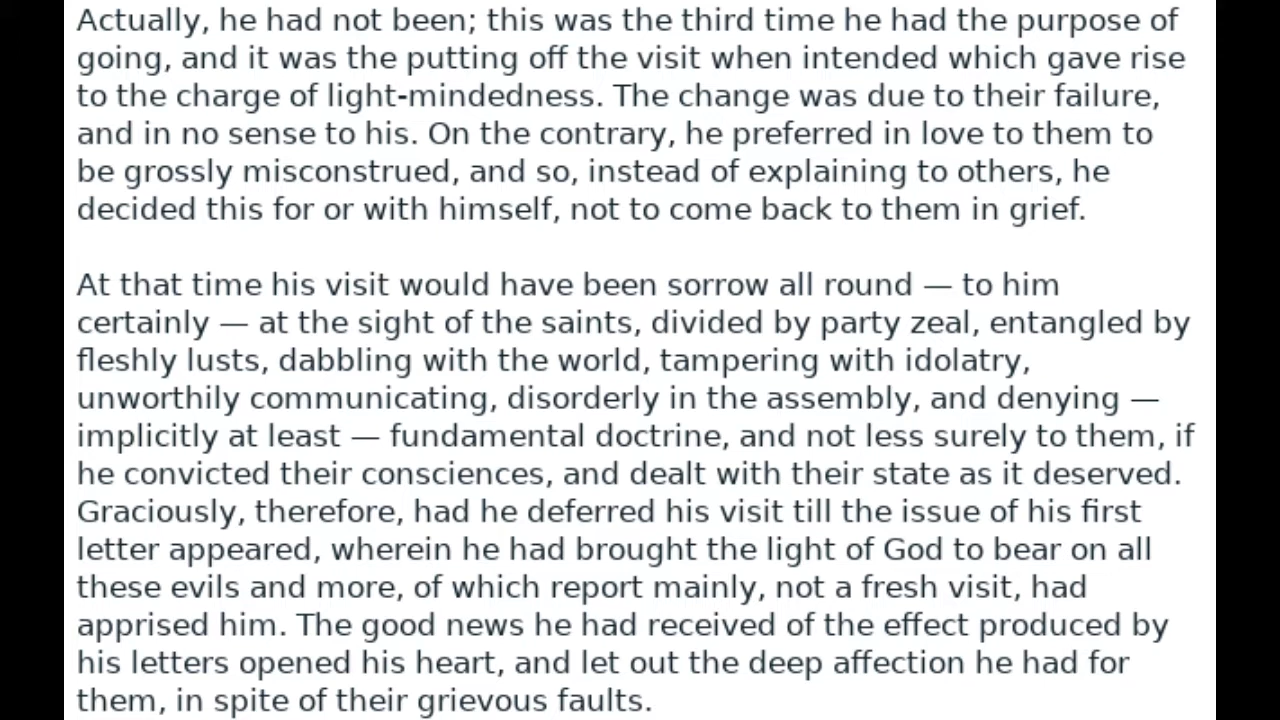 Actually, he had not been; this was the third time he had the purpose of
going, and it was the putting off the visit when intended which gave rise
to the charge of light-mindedness. The change was due to their failure,
and in no sense to his. On the contrary, he preferred in love to them to
be grossly misconstrued, and so, instead of explaining to others, he
decided this for or with himself, not to come back to them in grief.
At that time his visit would have been sorrow all round — to him
certainly — at the sight of the saints, divided by party zeal, entangled by
fleshly lusts, dabbling with the world, tampering with idolatry,
unworthily communicating, disorderly in the assembly, and denying —
implicitly at least — fundamental doctrine, and not less surely to them, if
he convicted their consciences, and dealt with their state as it deserved.
Graciously, therefore, had he deferred his visit till the issue of his first
letter appeared, wherein he had brought the light of God to bear on all
these evils and more, of which report mainly, not a fresh visit, had
apprised him. The good news he had received of the effect produced by
his letters opened his heart, and let out the deep affection he had for
them, in spite of their grievous faults.